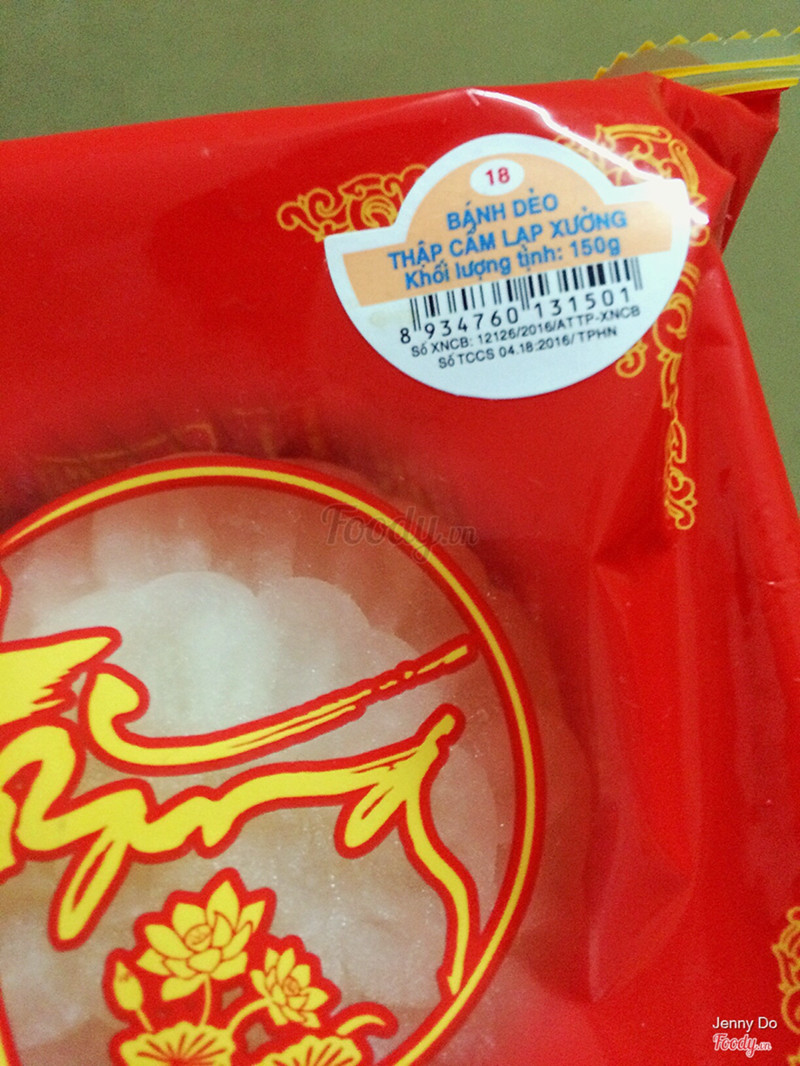 18
BÁNH DẺO
THẬP CẨM LẠP XƯỜNG
Khối lượng tịnh: 150g
8 934760 131501
Số XNCB: 12126/2016/ATTP-XNCB
Số TCCS 04.18:2016/TPHN
Foody.vn
Jenny Do
Foody.vn